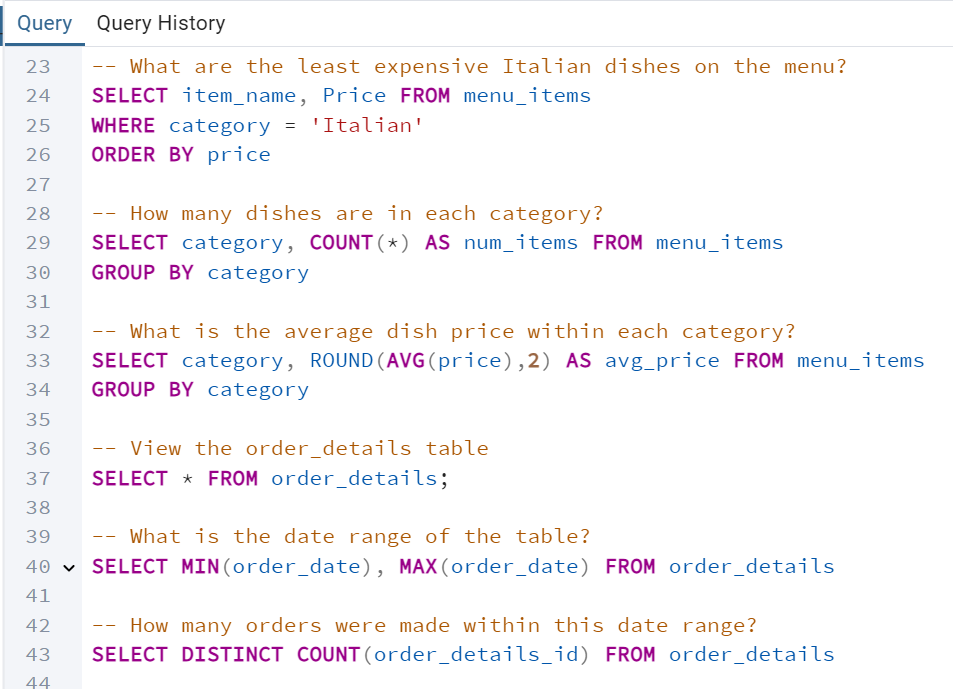 Query Query History
23 -- What are the least expensive Italian dishes on the menu?
24 SELECT item_name, Price FROM menu_items
25 WHERE category = 'Italian'
26 ORDER BY price
27
28 -- How many dishes are in each category?
29 SELECT category, COUNT(*) AS num_items FROM menu_items
30 GROUP BY category
31
32 -- What is the average dish price within each category?
33 SELECT category, ROUND(AVG(price),2) AS avg_price FROM menu_items
34 GROUP BY category
35
36 -- View the order_details table
37 SELECT * FROM order_details;
38
39 -- What is the date range of the table?
40 SELECT MIN(order_date), MAX(order_date) FROM order_details
41
42 -- How many orders were made within this date range?
43 SELECT DISTINCT COUNT(order_details_id) FROM order_details
44